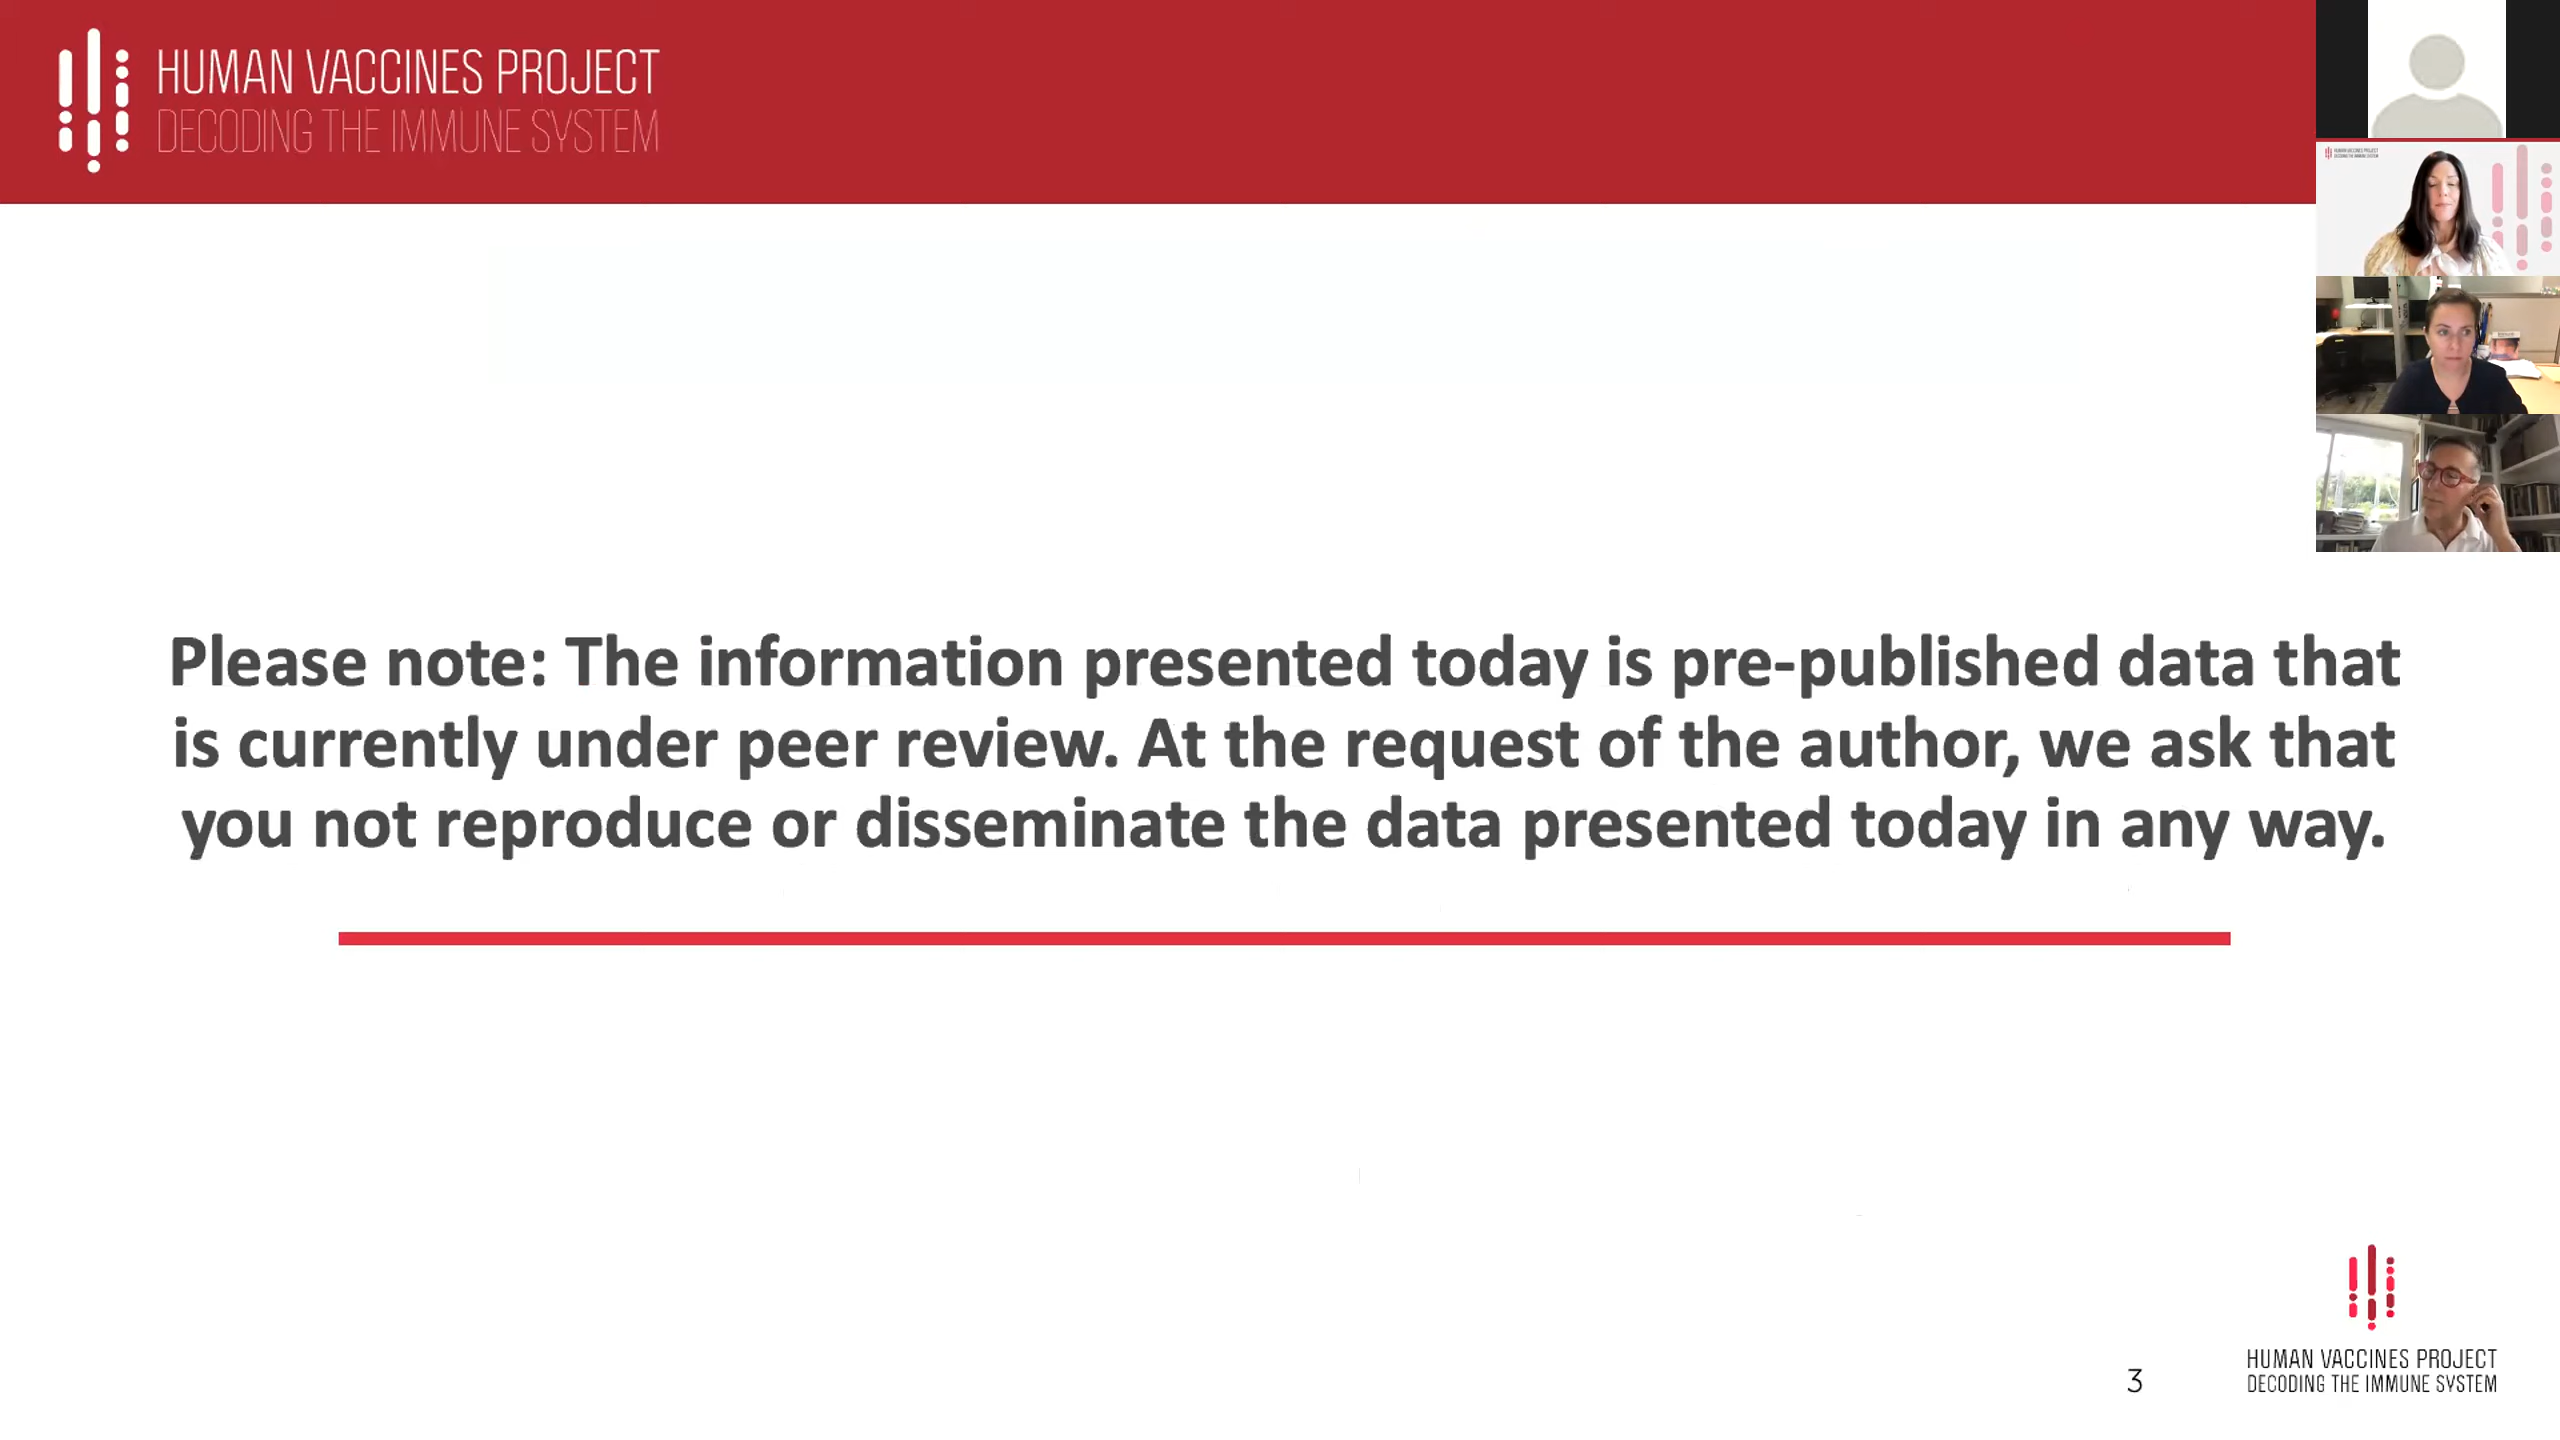 HUMAN VACCINES PROJECT
DECODING THE IMMUNE SYSTEM
Please note: The information presented today is pre-published data that
is currently under peer review. At the request of the author, we ask that
you not reproduce or disseminate the data presented today in any way.
3
HUMAN VACCINES PROJECT
DECODING THE IMMUNE SYSTEM